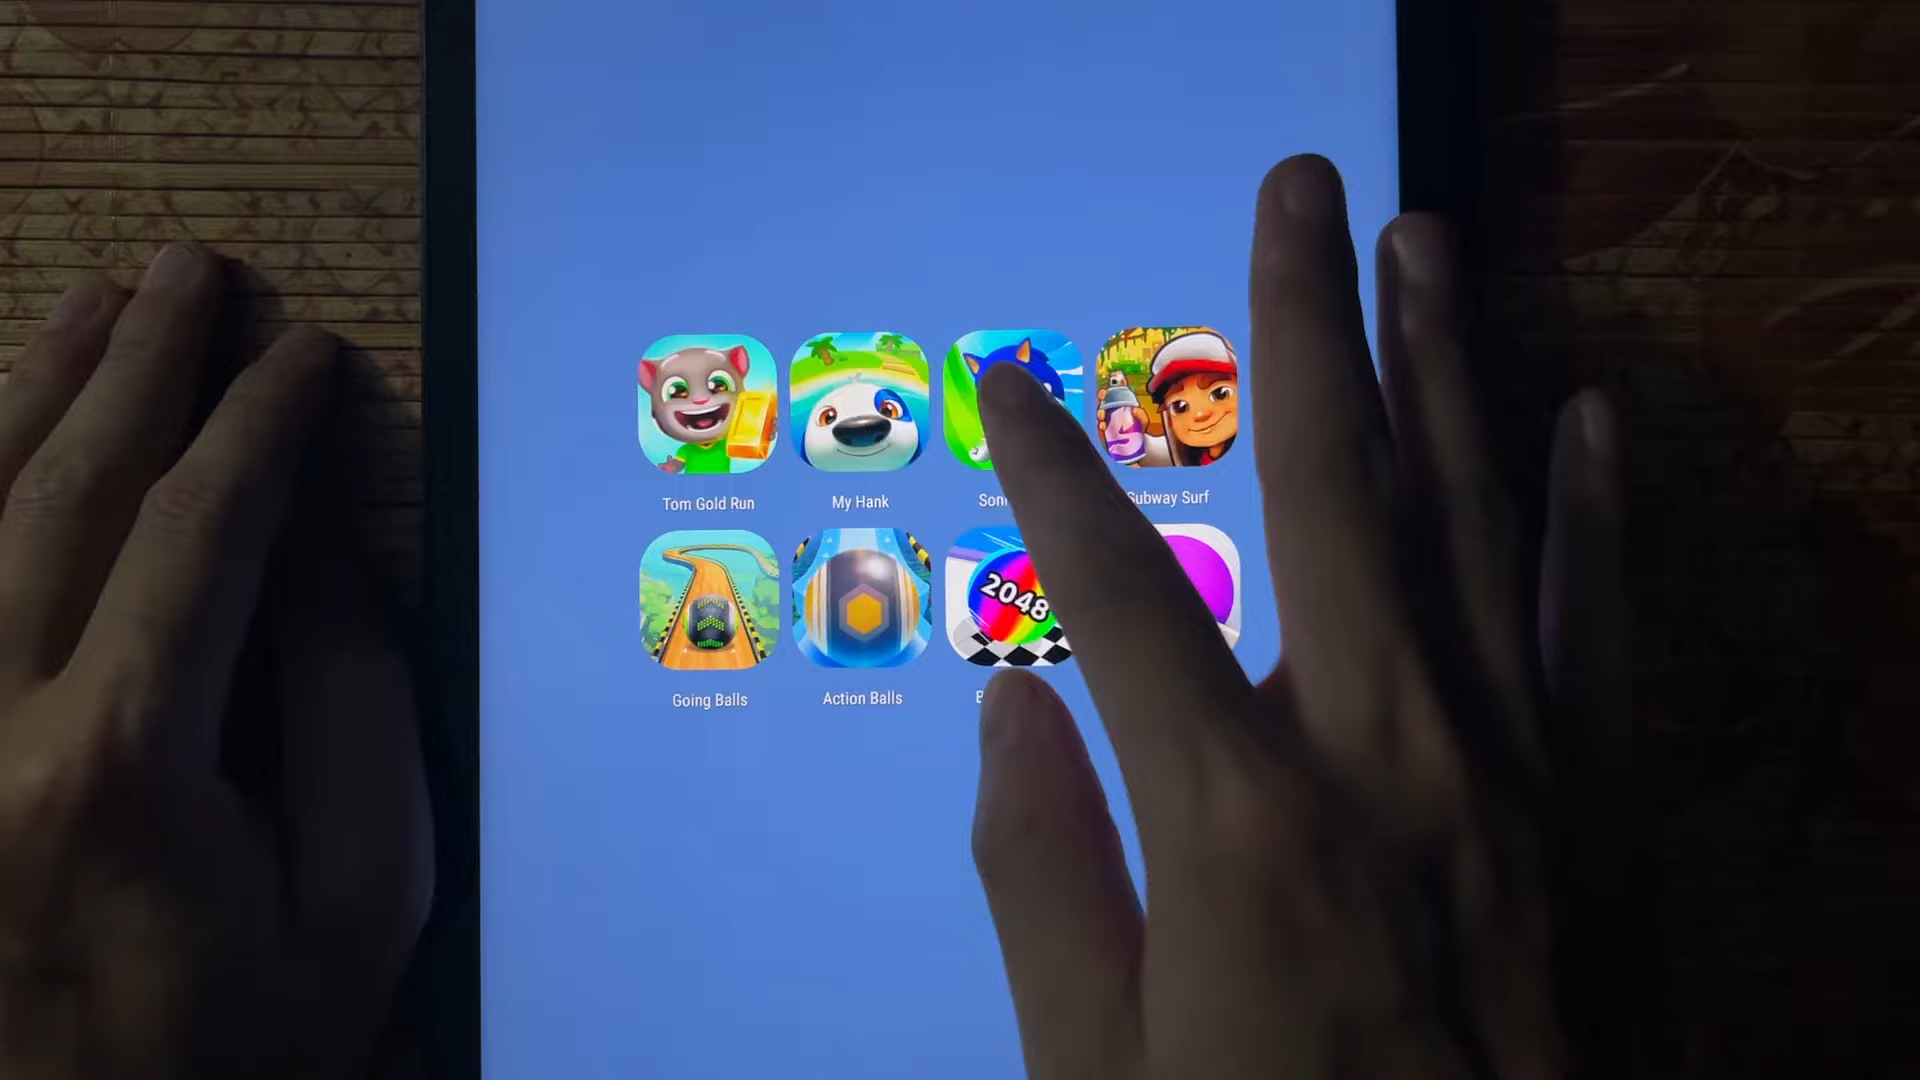 Tom Gold Run
My Hank
Subway Surf
2048
Going Balls
Action Balls